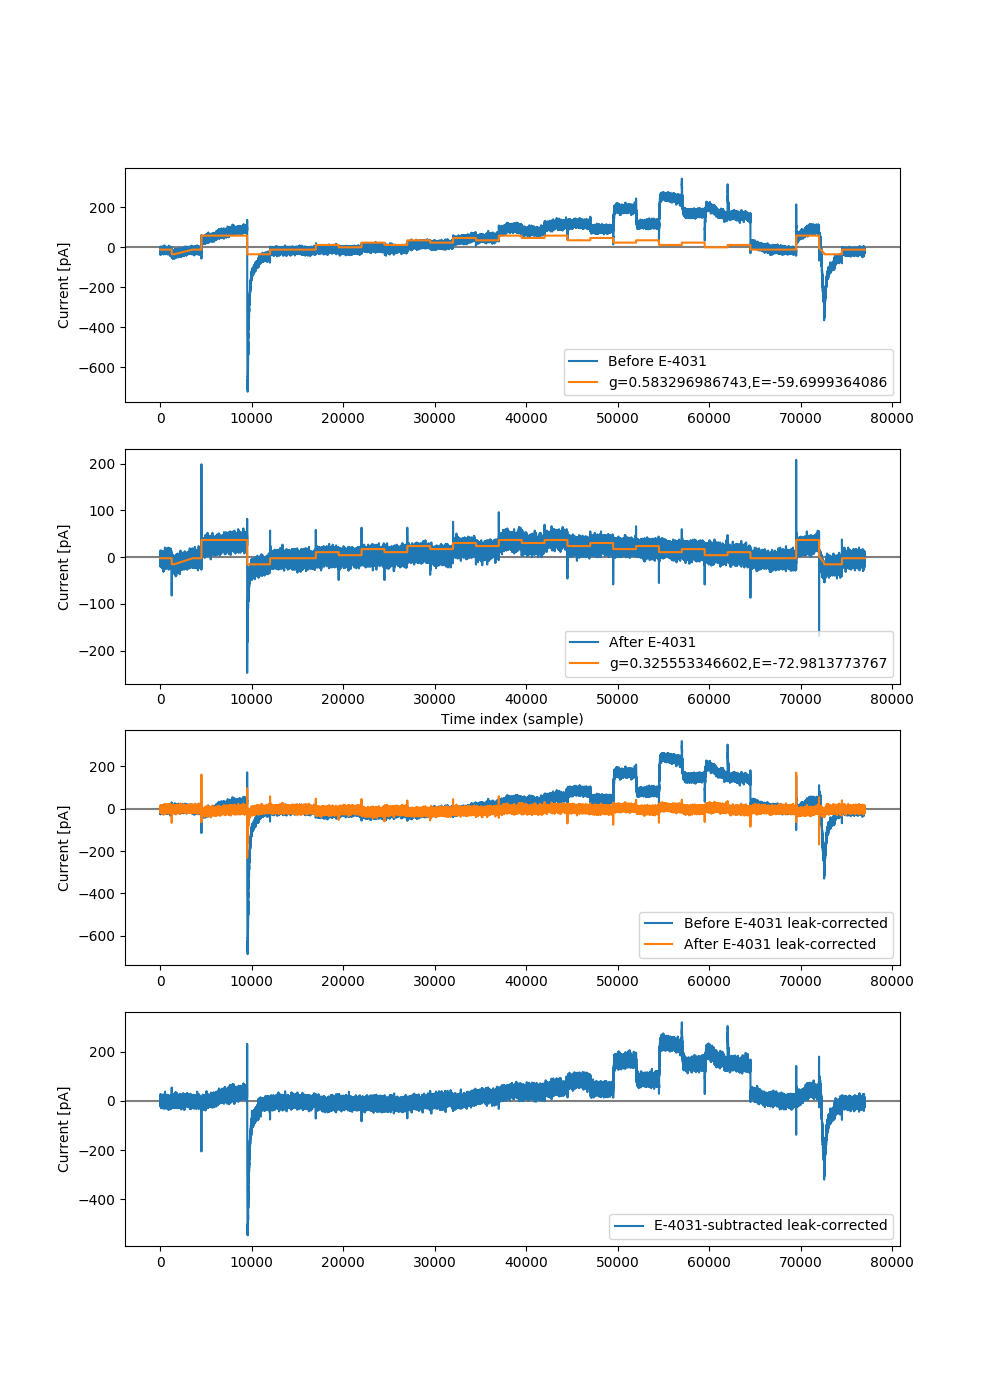 200
0
−200
−400
−600
Current [pA]
Before E-4031
g=0.583296986743,E=-59.6999364086
0 10000 20000 30000 40000 50000 60000 70000 80000
200
100
0
−100
−200
Current [pA]
After E-4031
g=0.325553346602,E=-72.9813773767
0 10000 20000 30000 40000 50000 60000 70000 80000
Time index (sample)
200
0
−200
−400
−600
Current [pA]
Before E-4031 leak-corrected
After E-4031 leak-corrected
0 10000 20000 30000 40000 50000 60000 70000 80000
200
0
−200
−400
Current [pA]
E-4031-subtracted leak-corrected
0 10000 20000 30000 40000 50000 60000 70000 80000